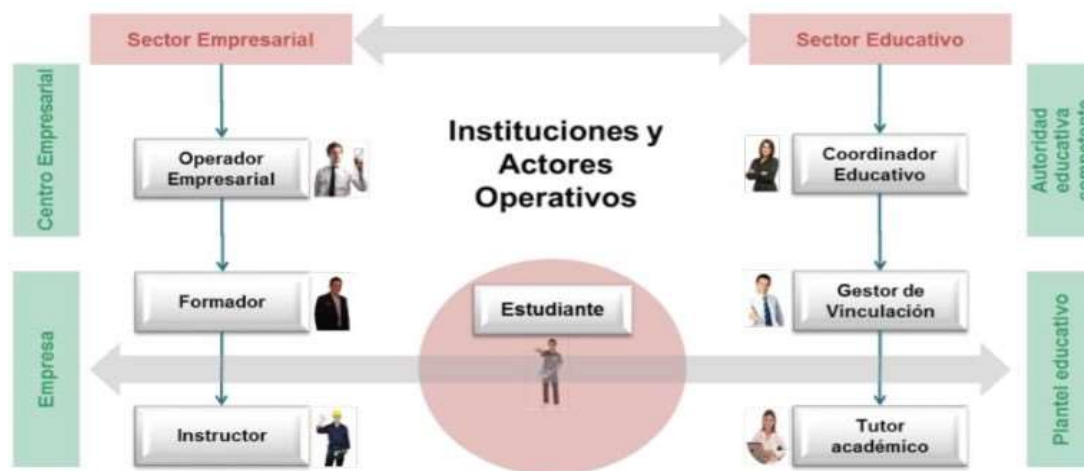 Sector Empresarial
Sector Educativo
Centro Empresarial
Operador
Empresarial
Instituciones y
Actores
Operativos
Coordinador
Educativo
Autoridad
educativa
competente
Empresa
Formador
Estudiante
Gestor de
Vinculación
Plantel educativo
Instructor
Tutor
académico